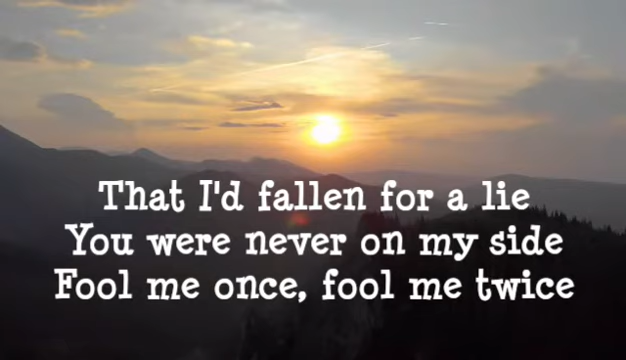 That I'd fallen for a lie
You were never on my side
Fool me once, fool me twice